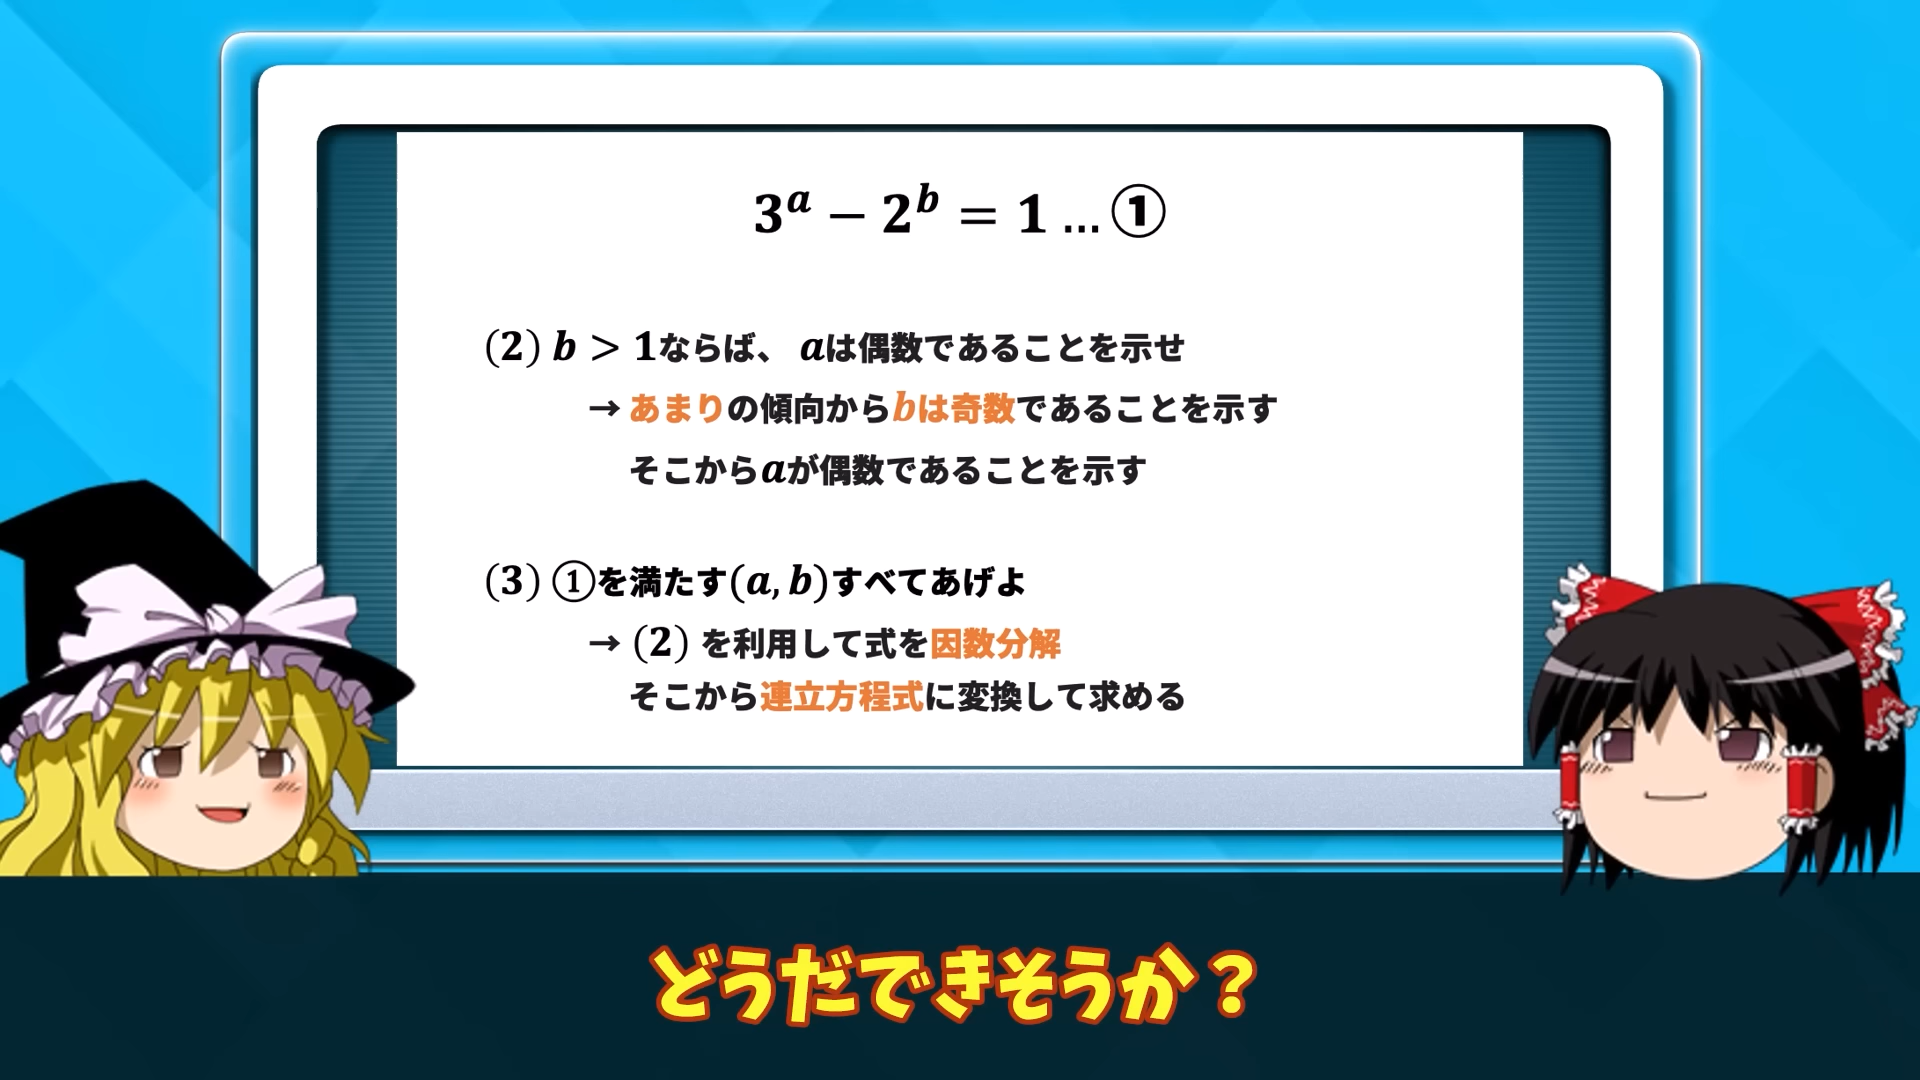 3^a − 2^b = 1 … ①
(2) b > 1ならば、 aは偶数であることを示せ
→ あまりの傾向からbは奇数であることを示す
そこからaが偶数であることを示す
(3) ①を満たす(a, b)すべてあげよ
→ (2) を利用して式を因数分解
そこから連立方程式に変換して求める
どうだできそうか？